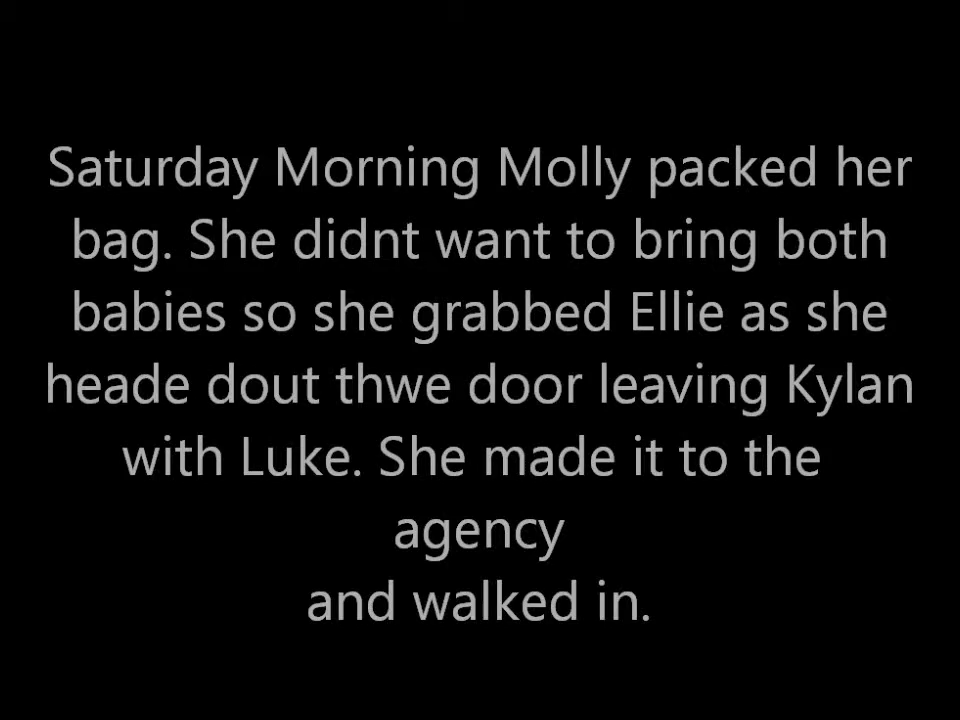 Saturday Morning Molly packed her
bag. She didnt want to bring both
babies so she grabbed Ellie as she
heade dout thwe door leaving Kylan
with Luke. She made it to the
agency
and walked in.